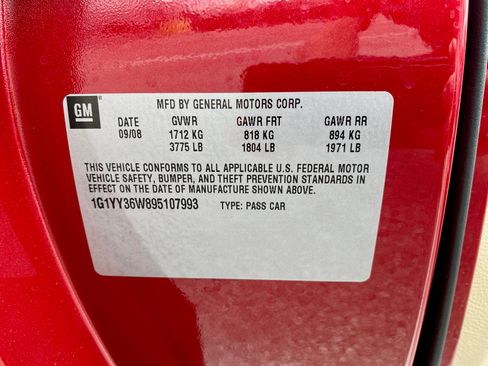 GM
MFD BY GENERAL MOTORS CORP.
DATE GVWR GAWR FRT GAWR RR
09/08 1712 KG 818 KG 894 KG
3775 LB 1804 LB 1971 LB
THIS VEHICLE CONFORMS TO ALL APPLICABLE U.S. FEDERAL MOTOR
VEHICLE SAFETY, BUMPER, AND THEFT PREVENTION STANDARDS IN
EFFECT ON THE DATE OF MANUFACTURE SHOWN ABOVE.
1G1YY36W895107993 TYPE: PASS CAR